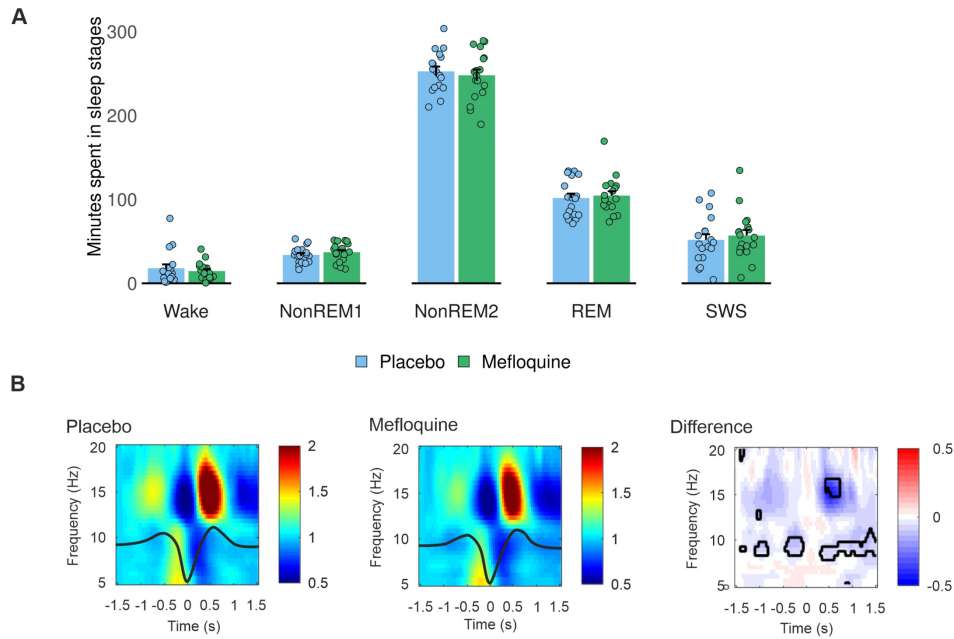 A
Minutes spent in sleep stages
300
200
100
0
Wake NonREM1 NonREM2 REM SWS
Placebo Mefloquine
B
Placebo Mefloquine Difference
Frequency (Hz)
20
15
10
5
-1.5 -1 -0.5 0 0.5 1 1.5
Time (s)
2
1.5
1
0.5
Frequency (Hz)
20
15
10
5
-1.5 -1 -0.5 0 0.5 1 1.5
Time (s)
2
1.5
1
0.5
Frequency (Hz)
20
15
10
5
-1.5 -1 -0.5 0 0.5 1 1.5
Time (s)
0.5
0
-0.5